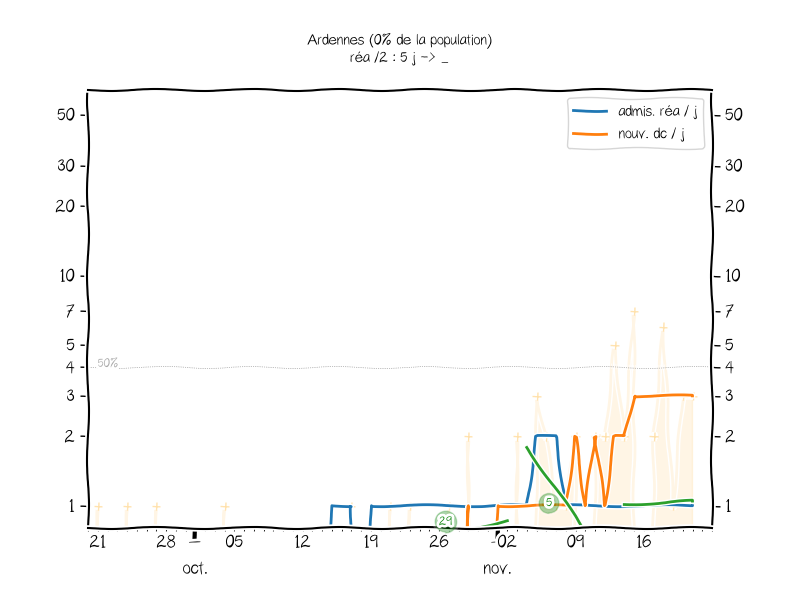 Ardennes (0% de la population)
réa /2 : 5 j -> _
admis. réa / j
nouv. dc / j
50 50
30 30
20 20
10 10
7 7
5 5
50%
4 4
3 3
2 2
1 1
5
29
21 28 05 12 19 26 02 09 16
oct. nov.